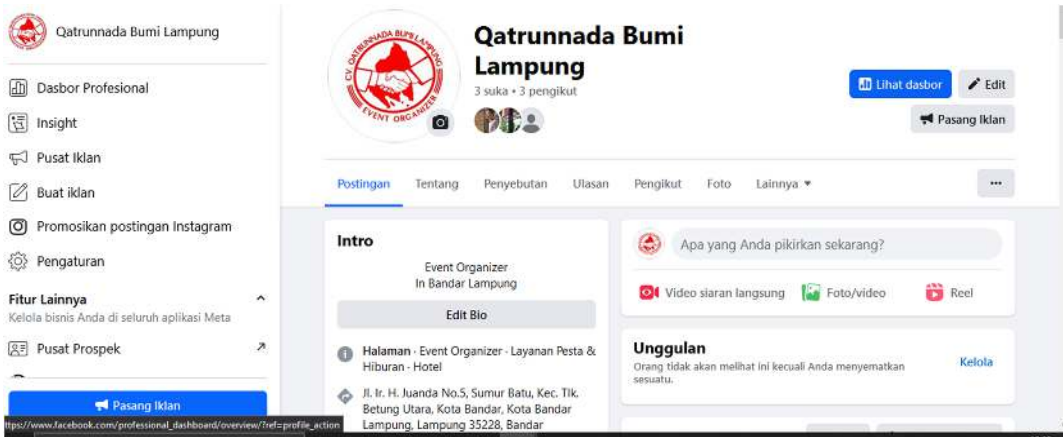 Qatrunnada Bumi Lampung
Dasbor Profesional
Insight
Pusat Iklan
Buat iklan
Promosikan postingan Instagram
Pengaturan
Fitur Lainnya
Kelola bisnis Anda di seluruh aplikasi Meta
Pusat Prospek
Pasang Iklan
https://www.facebook.com/professional_dashboard/overview/?ref=profile_action
CV. QATRUNNADA BUMI LAMPUNG
EVENT ORGANIZER
Qatrunnada Bumi
Lampung
3 suka • 3 pengikut
Lihat dasbor
Edit
Pasang Iklan
Postingan Tentang Penyebutan Ulasan Pengikut Foto Lainnya
Intro
Event Organizer
In Bandar Lampung
Edit Bio
Halaman · Event Organizer · Layanan Pesta &
Hiburan · Hotel
Jl. Ir. H. Juanda No.5, Sumur Batu, Kec. Tlk.
Betung Utara, Kota Bandar, Kota Bandar
Lampung, Lampung 35228, Bandar
Apa yang Anda pikirkan sekarang?
Video siaran langsung Foto/video Reel
Unggulan
Orang tidak akan melihat ini kecuali Anda menyematkan
sesuatu.
Kelola